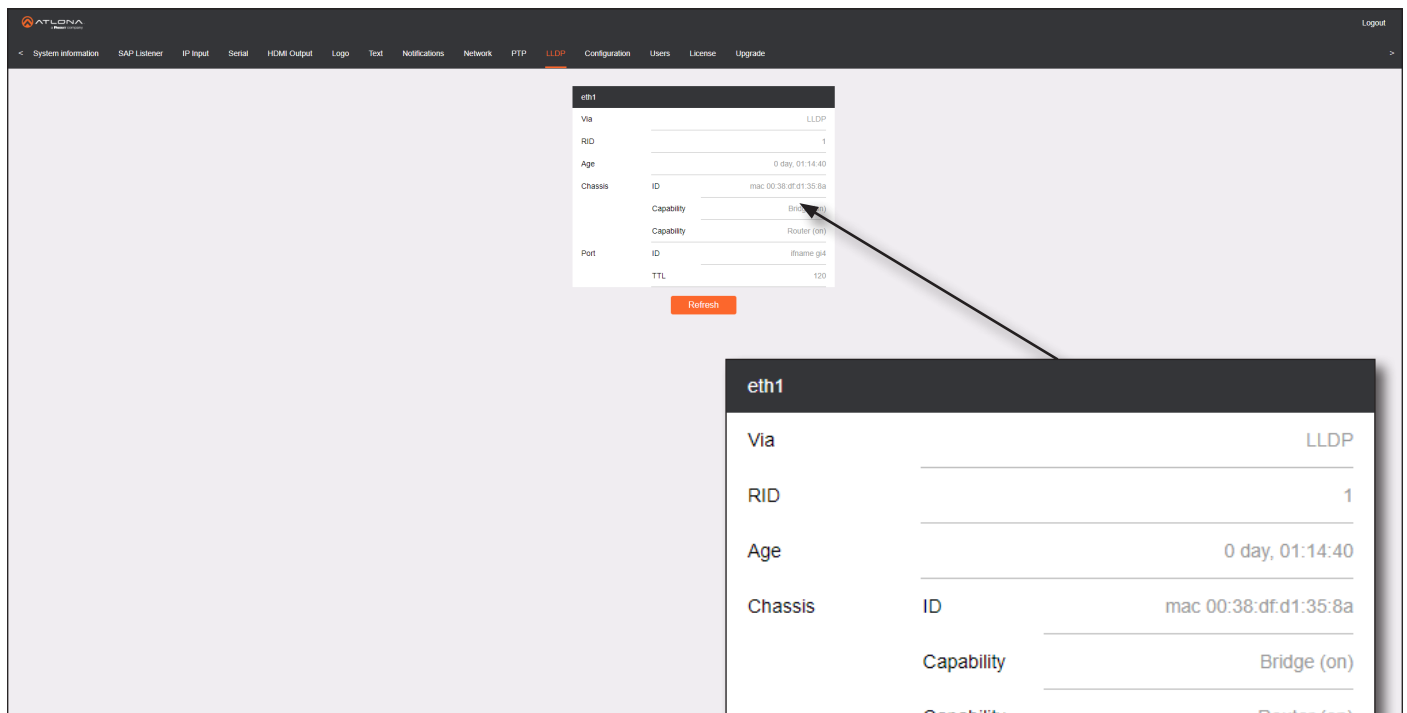 ATLONA
Logout
< System information SAP Listener IP Input Serial HDMI Output Logo Text Notifications Network PTP LLDP Configuration Users License Upgrade >
eth1
Via LLDP
RID 1
Age 0 day, 01:14:40
Chassis ID mac 00:38:df:d1:35:8a
Capability
Capability Router (on)
Port ID ifname gi4
TTL 120
Refresh
eth1
Via LLDP
RID 1
Age 0 day, 01:14:40
Chassis ID mac 00:38:df:d1:35:8a
Capability Bridge (on)
Capability Router (on)